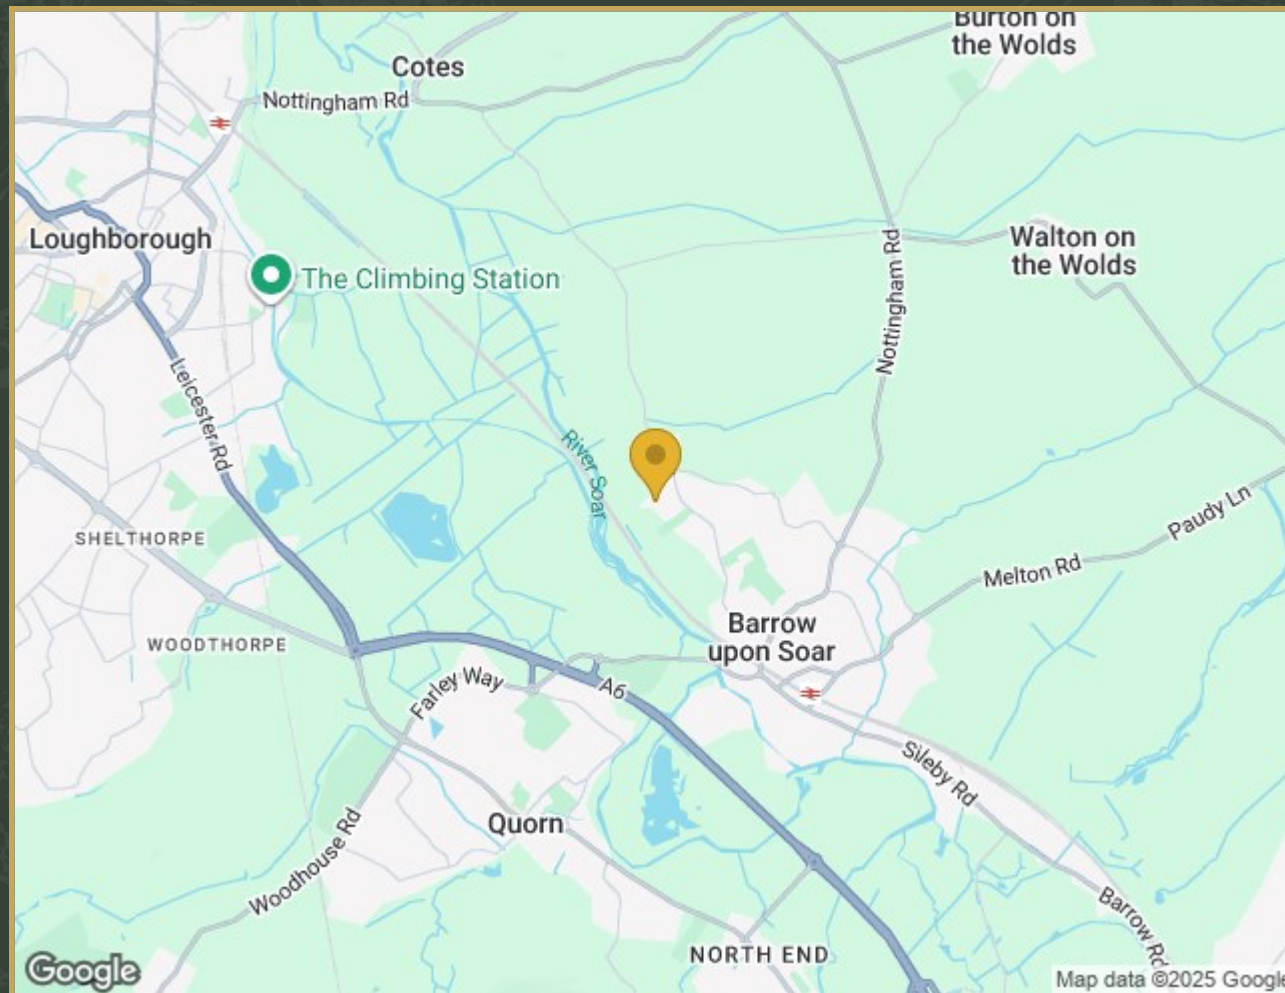 Burton on
the Wolds
Cotes
Nottingham Rd
Loughborough
Walton on
the Wolds
The Climbing Station
Nottingham Rd
Leicester Rd
River Soar
Paudy Ln
SHELTHORPE
Melton Rd
WOODTHORPE
Barrow
upon Soar
Farley Way
A6
Sileby Rd
Quorn
Woodhouse Rd
Barrow Rd
NORTH END
Google
Map data ©2025 Google